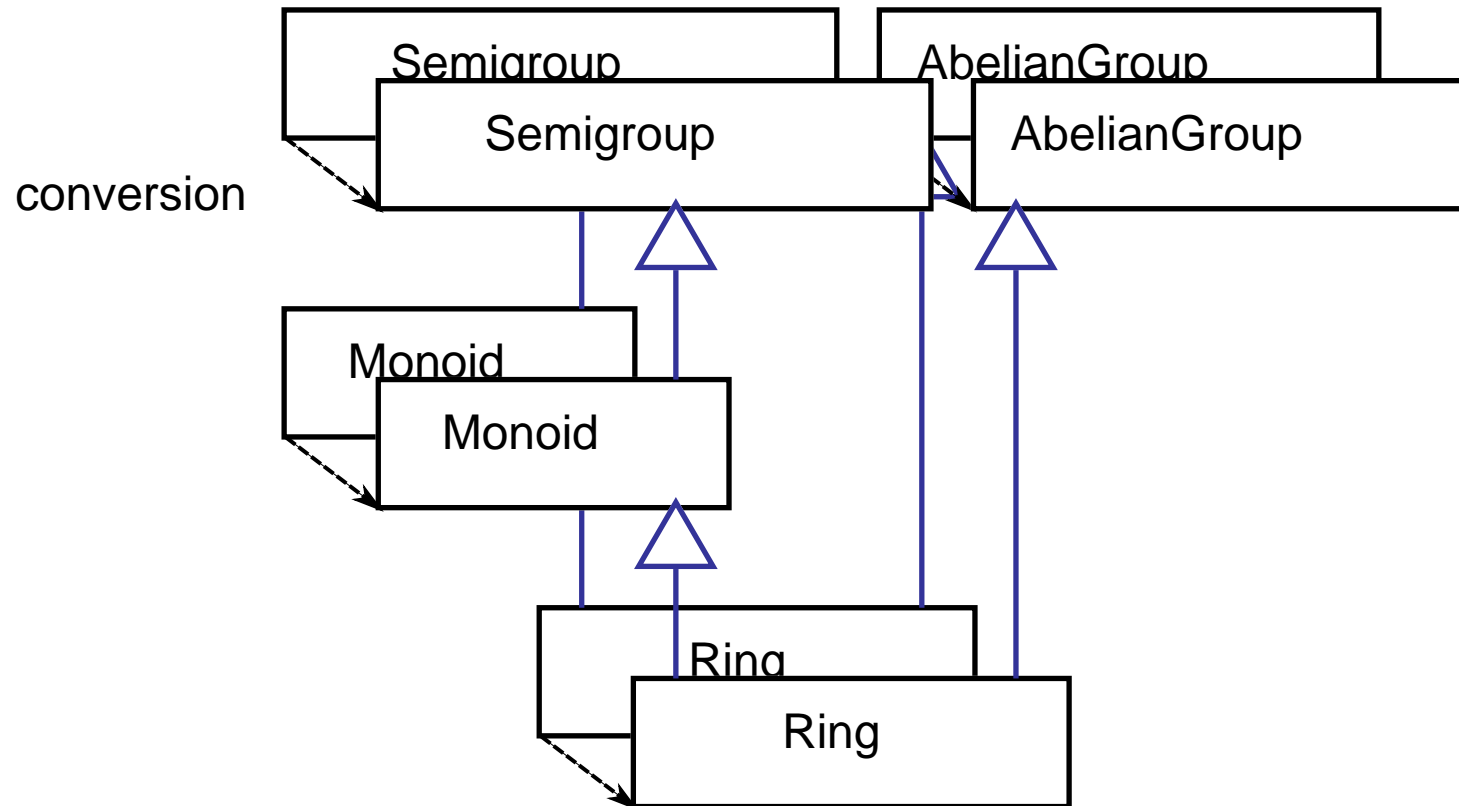 Semigroup
AbelianGroup
Semigroup
AbelianGroup
conversion
Monoid
Monoid
Ring
Ring